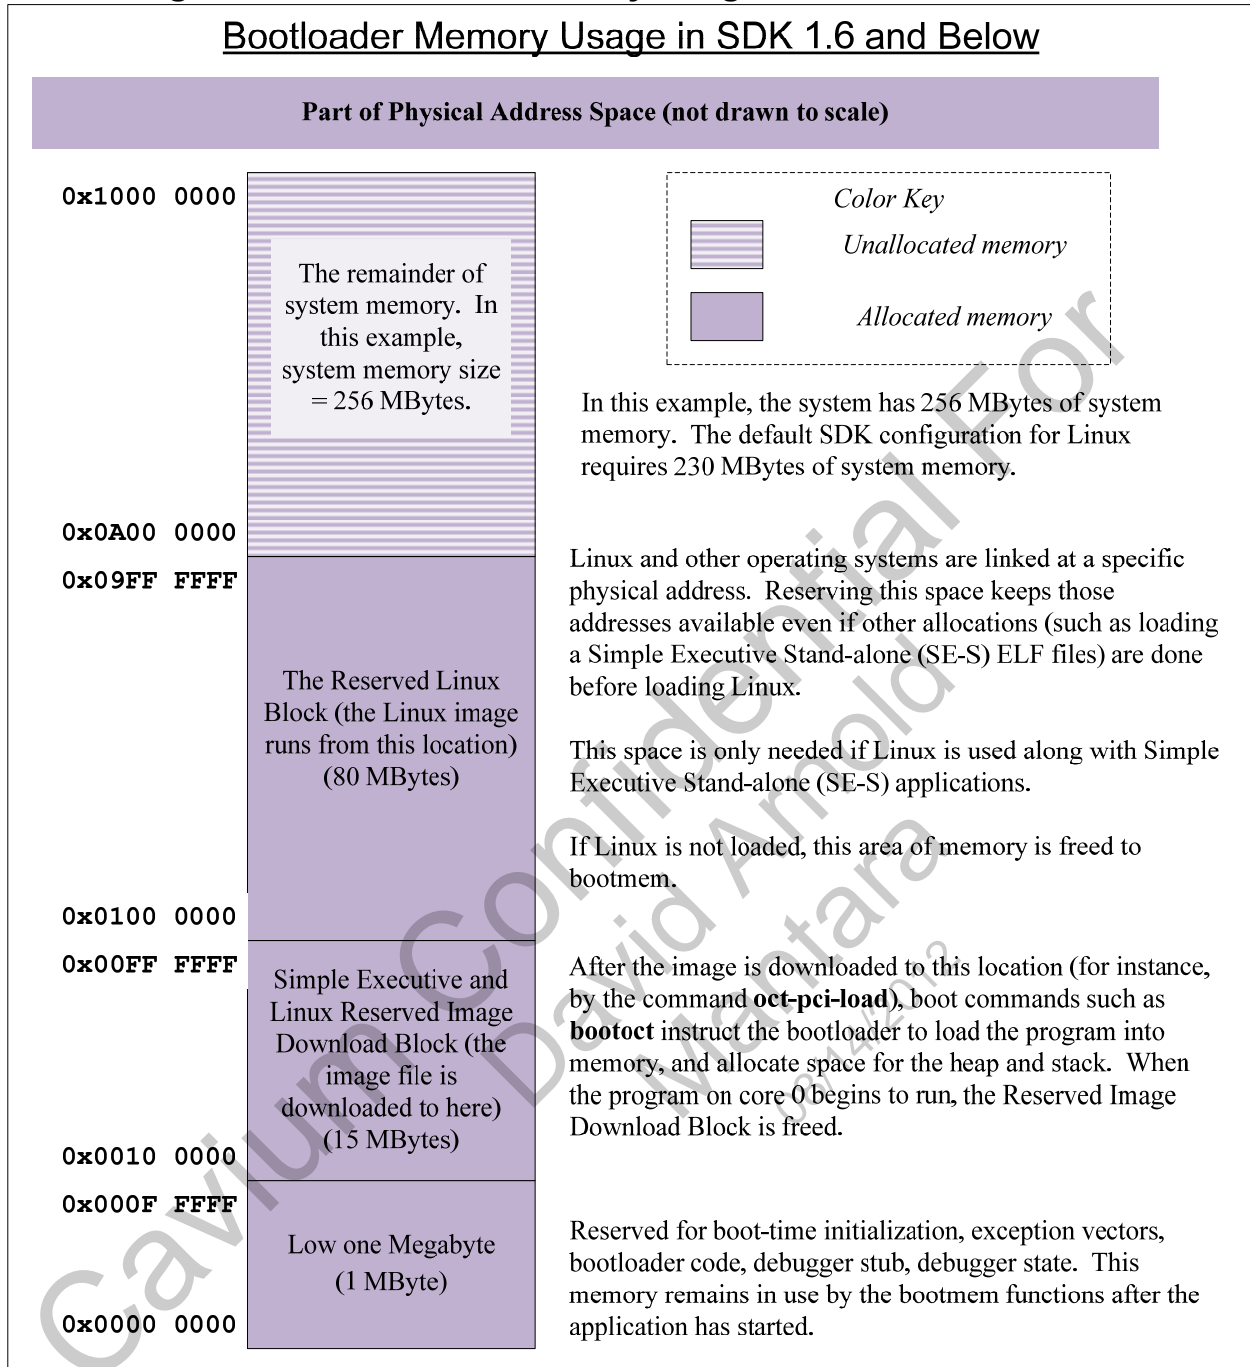 Bootloader Memory Usage in SDK 1.6 and Below
Part of Physical Address Space (not drawn to scale)
0x1000 0000
The remainder of
system memory. In
this example,
system memory size
= 256 MBytes.
0x0A00 0000
Color Key
Unallocated memory
Allocated memory
In this example, the system has 256 MBytes of system
memory. The default SDK configuration for Linux
requires 230 MBytes of system memory.
0x09FF FFFF
The Reserved Linux
Block (the Linux image
runs from this location)
(80 MBytes)
0x0100 0000
Linux and other operating systems are linked at a specific
physical address. Reserving this space keeps those
addresses available even if other allocations (such as loading
a Simple Executive Stand-alone (SE-S) ELF files) are done
before loading Linux.
This space is only needed if Linux is used along with Simple
Executive Stand-alone (SE-S) applications.
If Linux is not loaded, this area of memory is freed to
bootmem.
0x00FF FFFF
Simple Executive and
Linux Reserved Image
Download Block (the
image file is
downloaded to here)
(15 MBytes)
0x0010 0000
After the image is downloaded to this location (for instance,
by the command oct-pci-load), boot commands such as
bootoct instruct the bootloader to load the program into
memory, and allocate space for the heap and stack. When
the program on core 0 begins to run, the Reserved Image
Download Block is freed.
0x000F FFFF
Low one Megabyte
(1 MByte)
0x0000 0000
Reserved for boot-time initialization, exception vectors,
bootloader code, debugger stub, debugger state. This
memory remains in use by the bootmem functions after the
application has started.
Cavium Confidential For
David Arnold
Mantara
08/14/2012